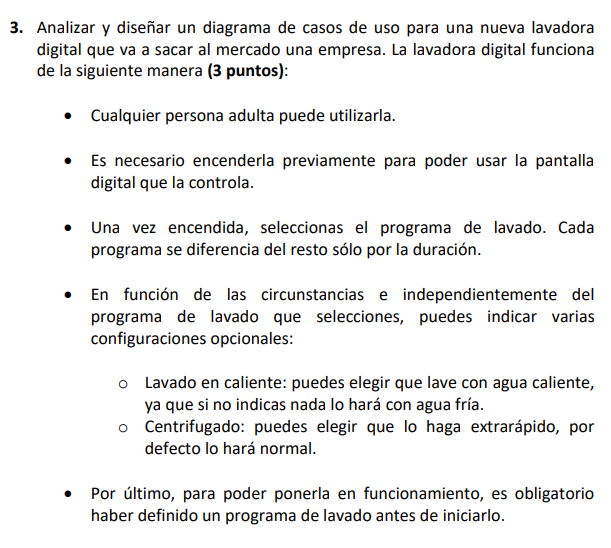 3. Analizar y diseñar un diagrama de casos de uso para una nueva lavadora
digital que va a sacar al mercado una empresa. La lavadora digital funciona
de la siguiente manera (3 puntos):
• Cualquier persona adulta puede utilizarla.
• Es necesario encenderla previamente para poder usar la pantalla
digital que la controla.
• Una vez encendida, seleccionas el programa de lavado. Cada
programa se diferencia del resto sólo por la duración.
• En función de las circunstancias e independientemente del
programa de lavado que selecciones, puedes indicar varias
configuraciones opcionales:
o Lavado en caliente: puedes elegir que lave con agua caliente,
ya que si no indicas nada lo hará con agua fría.
o Centrifugado: puedes elegir que lo haga extrarápido, por
defecto lo hará normal.
• Por último, para poder ponerla en funcionamiento, es obligatorio
haber definido un programa de lavado antes de iniciarlo.